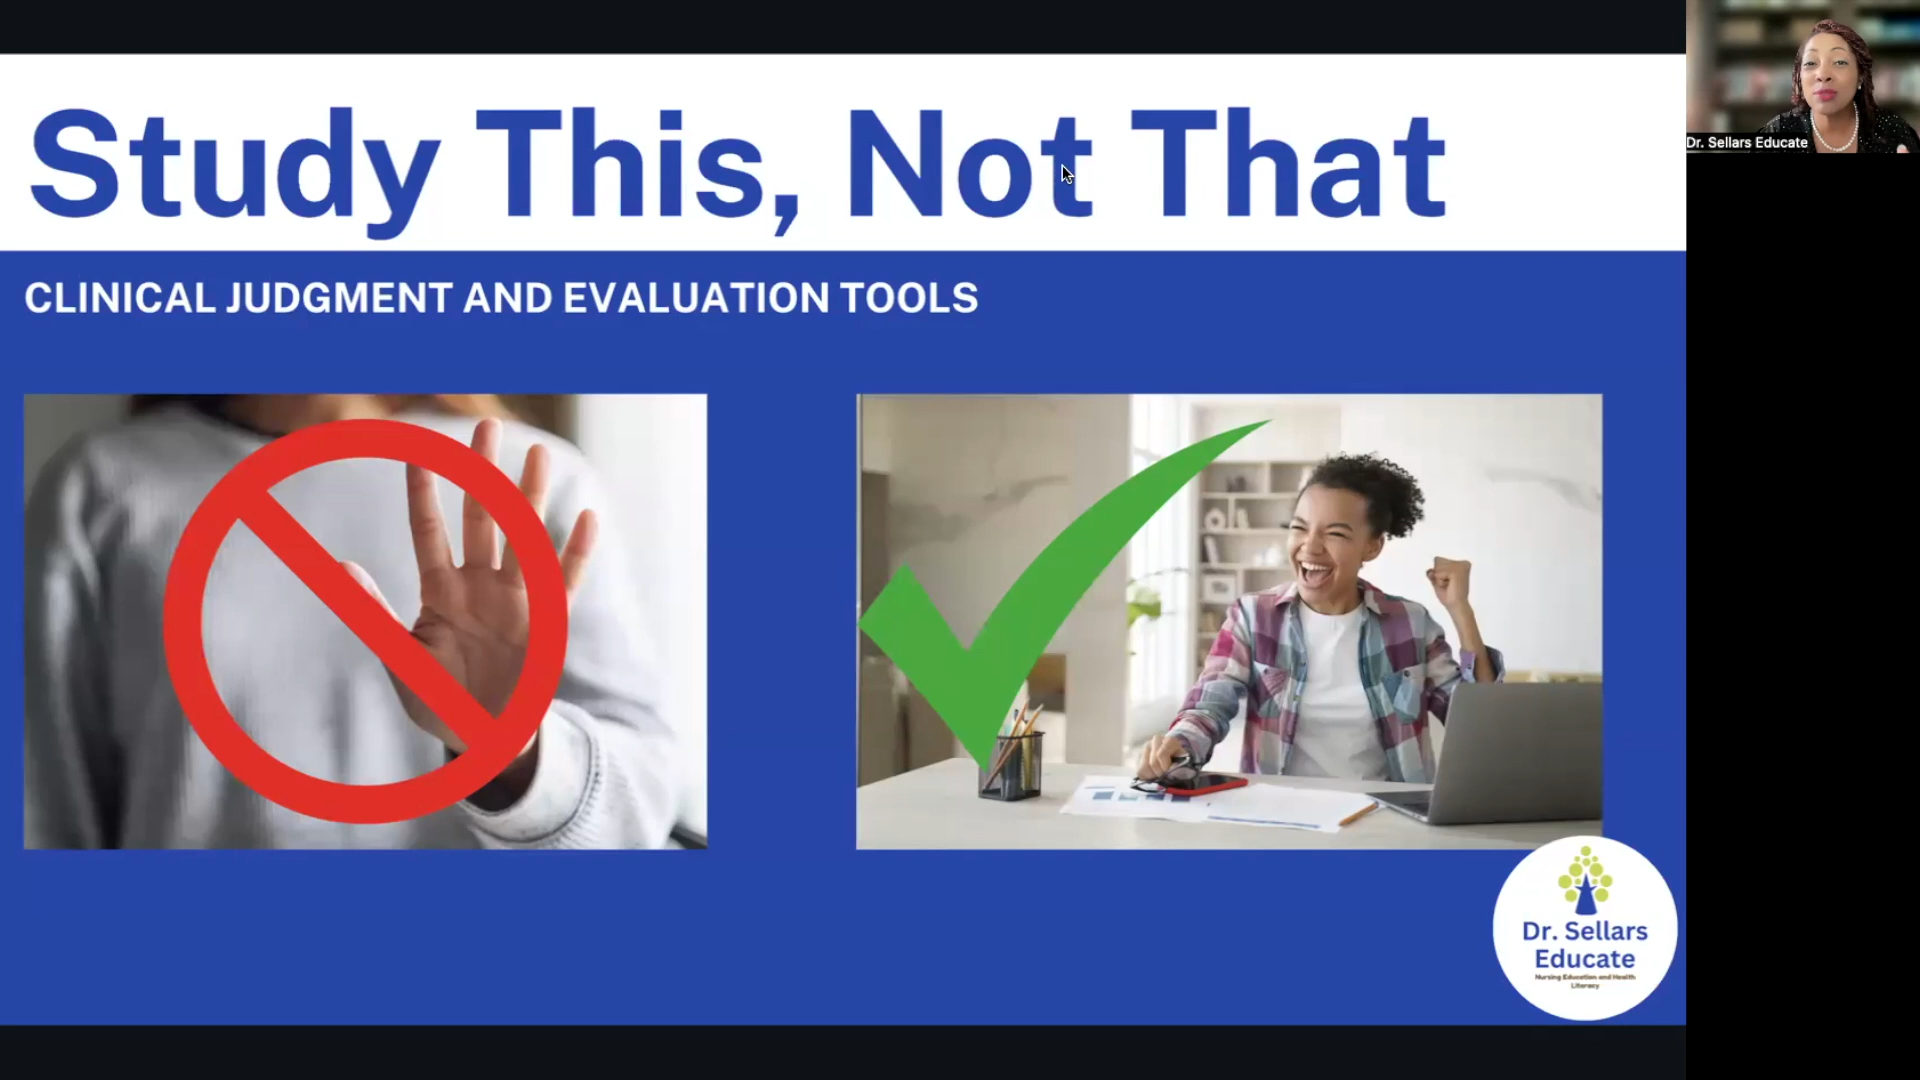 Study This, Not That
Dr. Sellars Educate
CLINICAL JUDGMENT AND EVALUATION TOOLS
Dr. Sellars
Educate
Nursing Education and Health
Literacy